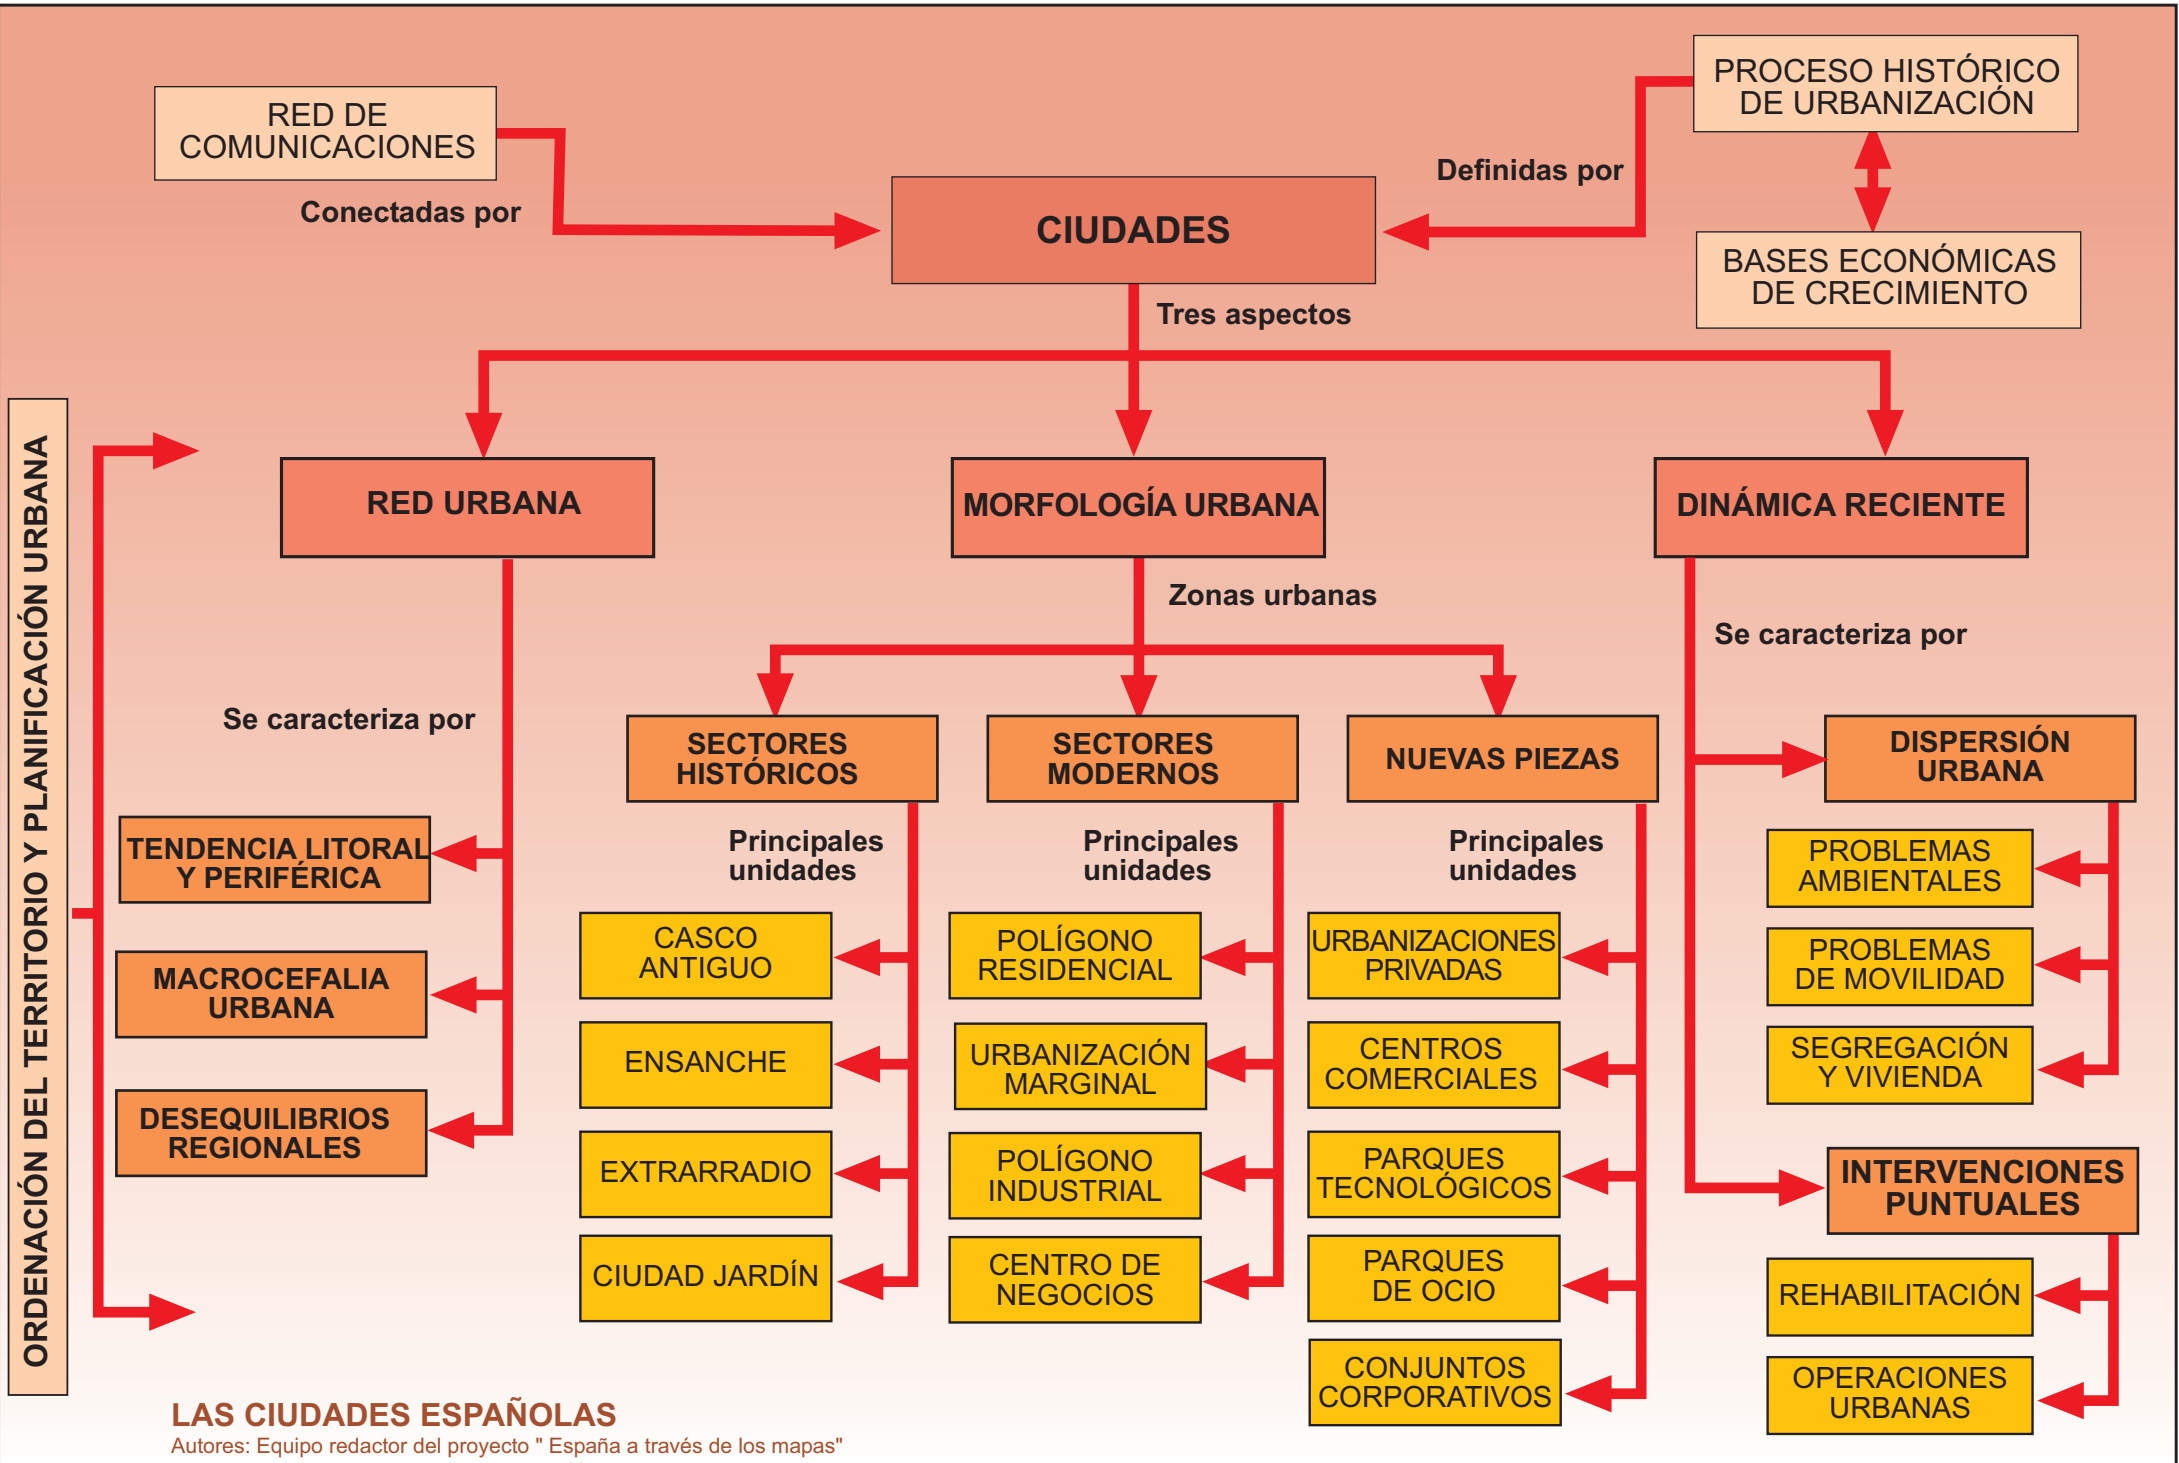 RED DE
COMUNICACIONES
Conectadas por
CIUDADES
Definidas por
PROCESO HISTÓRICO
DE URBANIZACIÓN
BASES ECONÓMICAS
DE CRECIMIENTO
Tres aspectos
ORDENACIÓN DEL TERRITORIO Y PLANIFICACIÓN URBANA
RED URBANA
MORFOLOGÍA URBANA
DINÁMICA RECIENTE
Se caracteriza por
TENDENCIA LITORAL
Y PERIFÉRICA
MACROCEFALIA
URBANA
DESEQUILIBRIOS
REGIONALES
Zonas urbanas
SECTORES
HISTÓRICOS
Principales
unidades
CASCO
ANTIGUO
ENSANCHE
EXTRARRADIO
CIUDAD JARDÍN
SECTORES
MODERNOS
Principales
unidades
POLÍGONO
RESIDENCIAL
URBANIZACIÓN
MARGINAL
POLÍGONO
INDUSTRIAL
CENTRO DE
NEGOCIOS
NUEVAS PIEZAS
Principales
unidades
URBANIZACIONES
PRIVADAS
CENTROS
COMERCIALES
PARQUES
TECNOLÓGICOS
PARQUES
DE OCIO
CONJUNTOS
CORPORATIVOS
Se caracteriza por
DISPERSIÓN
URBANA
PROBLEMAS
AMBIENTALES
PROBLEMAS
DE MOVILIDAD
SEGREGACIÓN
Y VIVIENDA
INTERVENCIONES
PUNTUALES
REHABILITACIÓN
OPERACIONES
URBANAS
LAS CIUDADES ESPAÑOLAS
Autores: Equipo redactor del proyecto " España a través de los mapas"